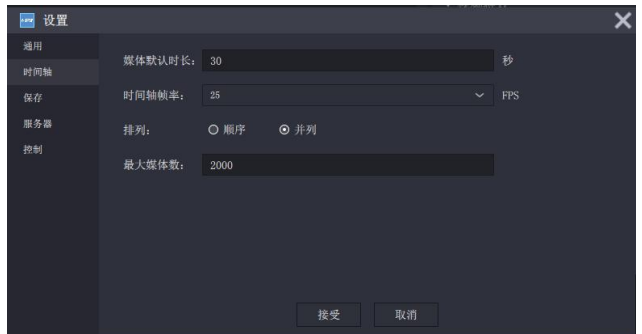 设置
通用
时间轴
保存
服务器
控制
媒体默认时长： 30 秒
时间轴帧率： 25 FPS
排列： 顺序 并列
最大媒体数： 2000
接受 取消